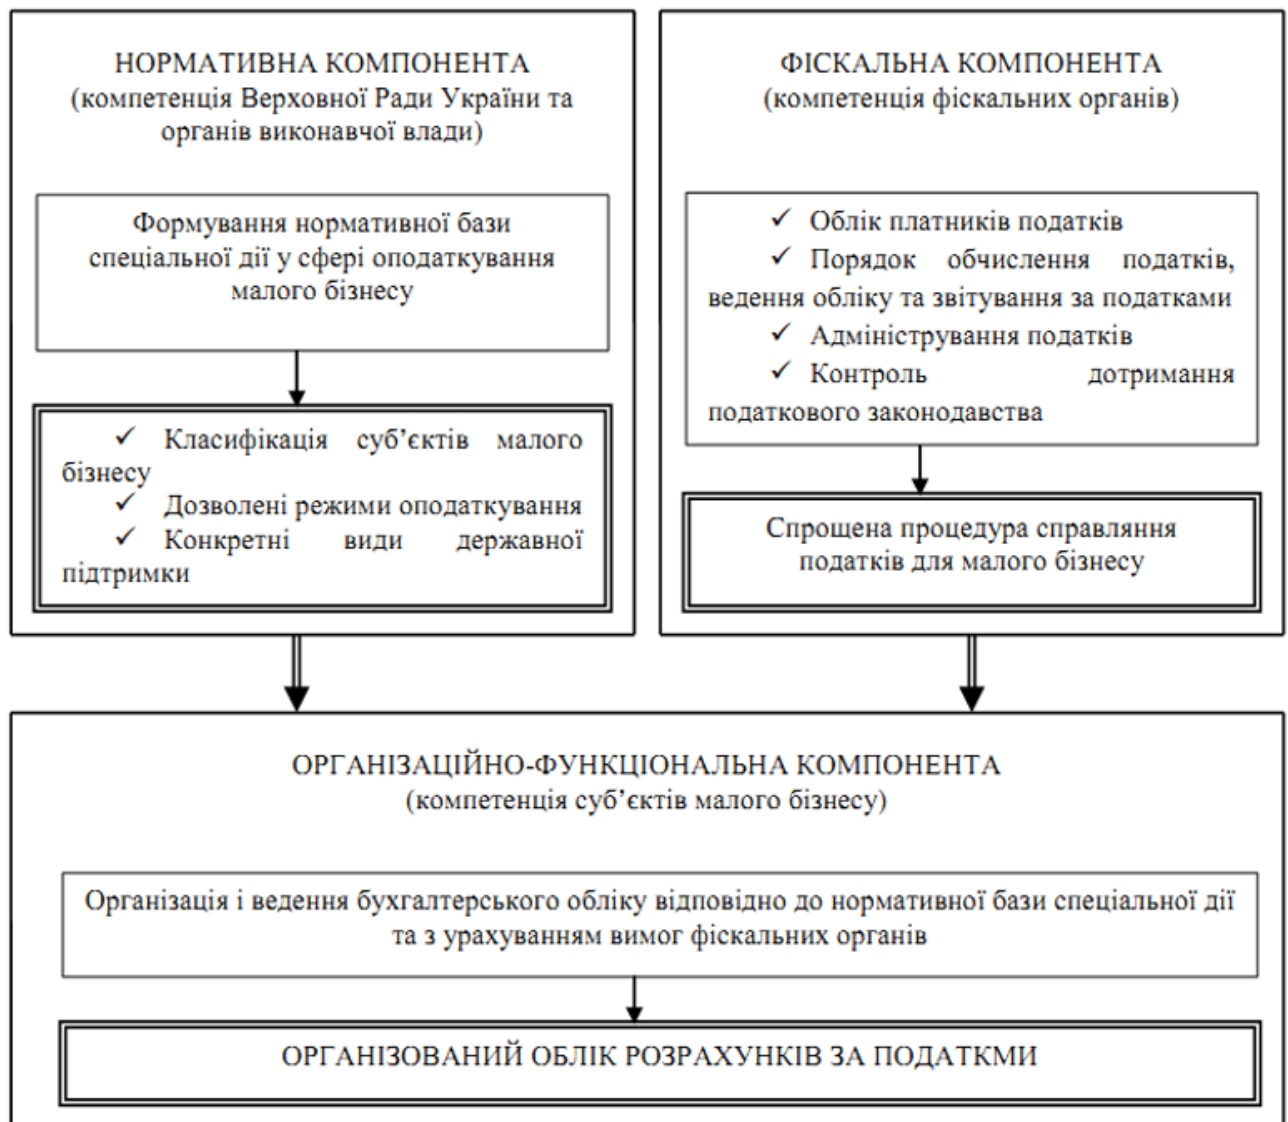 НОРМАТИВНА КОМПОНЕНТА
(компетенція Верховної Ради України та
органів виконавчої влади)
Формування нормативної бази
спеціальної дії у сфері оподаткування
малого бізнесу
✓ Класифікація суб’єктів малого
бізнесу
✓ Дозволені режими оподаткування
✓ Конкретні види державної
підтримки
ФІСКАЛЬНА КОМПОНЕНТА
(компетенція фіскальних органів)
✓ Облік платників податків
✓ Порядок обчислення податків,
ведення обліку та звітування за податками
✓ Адміністрування податків
✓ Контроль дотримання
податкового законодавства
Спрощена процедура справляння
податків для малого бізнесу
ОРГАНІЗАЦІЙНО-ФУНКЦІОНАЛЬНА КОМПОНЕНТА
(компетенція суб’єктів малого бізнесу)
Організація і ведення бухгалтерського обліку відповідно до нормативної бази спеціальної дії
та з урахуванням вимог фіскальних органів
ОРГАНІЗОВАНИЙ ОБЛІК РОЗРАХУНКІВ ЗА ПОДАТКМИ